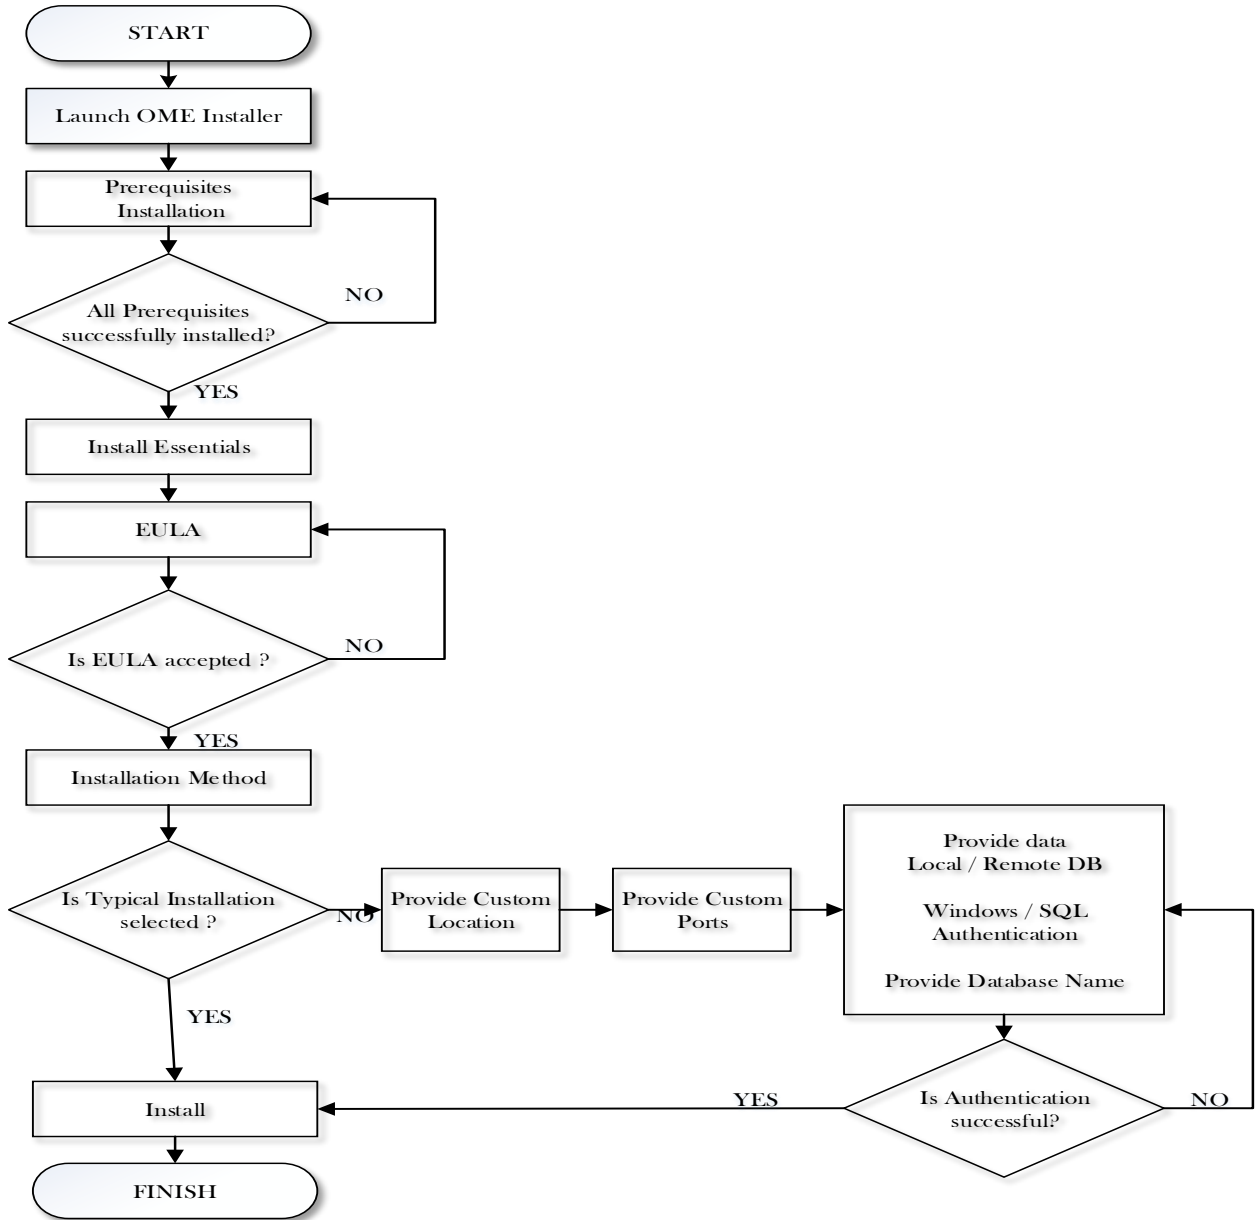 START
Launch OME Installer
Prerequisites
Installation
NO
All Prerequisites
successfully installed?
YES
Install Essentials
EULA
NO
Is EULA accepted ?
YES
Installation Method
Is Typical Installation
selected ?
NO
Provide Custom
Location
Provide Custom
Ports
Provide data
Local / Remote DB
Windows / SQL
Authentication
Provide Database Name
YES
Is Authentication
successful?
NO
YES
Install
FINISH